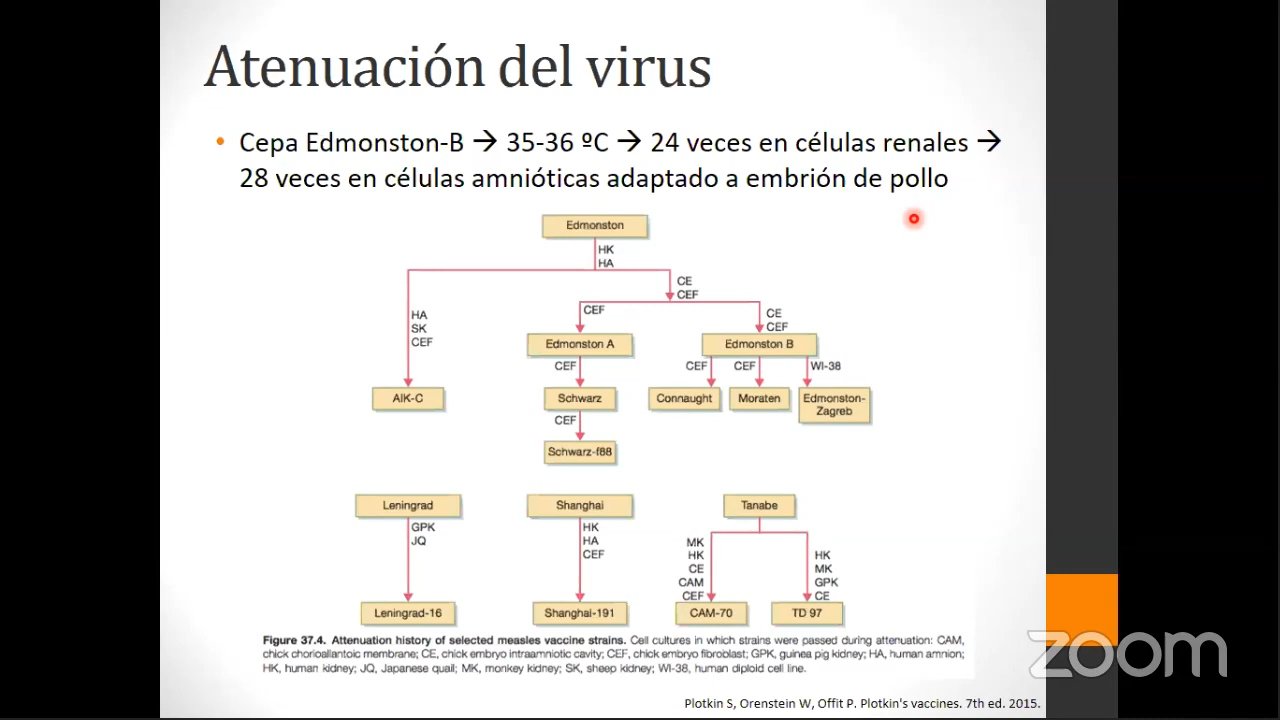 Atenuación del virus
• Cepa Edmonston-B → 35-36 ºC → 24 veces en células renales →
28 veces en células amnióticas adaptado a embrión de pollo
Edmonston
HK
HA
CE
CEF
HA
SK
CEF
CEF
CE
CEF
Edmonston A
Edmonston B
CEF
CEF
CEF
WI-38
AIK-C
Schwarz
Connaught
Moraten
Edmonston-
Zagreb
CEF
Schwarz-f88
Leningrad
Shanghai
Tanabe
GPK
JQ
HK
HA
CEF
MK
HK
CE
CAM
CEF
HK
MK
GPK
CE
Leningrad-16
Shanghai-191
CAM-70
TD 97
Figure 37.4. Attenuation history of selected measles vaccine strains. Cell cultures in which strains were passed during attenuation: CAM,
chick chorioallantoic membrane; CE, chick embryo intraamniotic cavity; CEF, chick embryo fibroblast; GPK, guinea pig kidney; HA, human amnion;
HK, human kidney; JQ, Japanese quail; MK, monkey kidney; SK, sheep kidney; WI-38, human diploid cell line.
Plotkin S, Orenstein W, Offit P. Plotkin's vaccines. 7th ed. 2015.
zoom